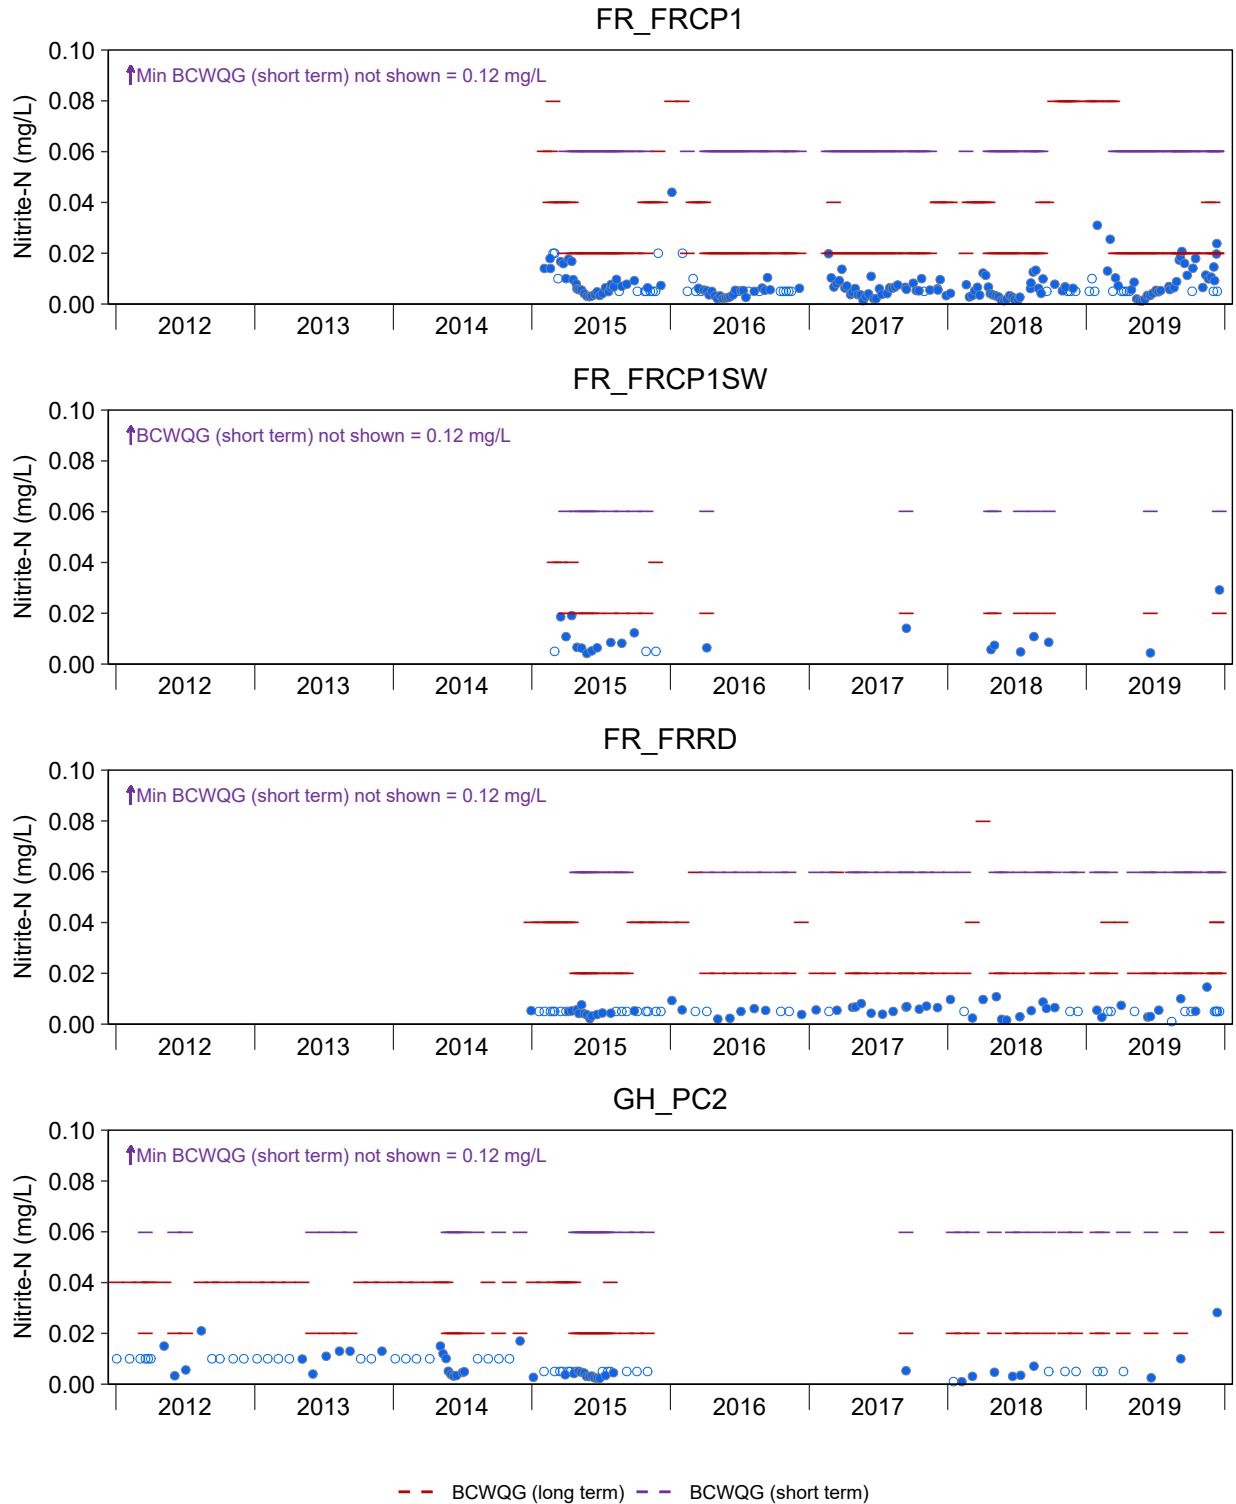 FR_FRCP1
Nitrite-N (mg/L)
0.10
0.08
0.06
0.04
0.02
0.00
↑Min BCWQG (short term) not shown = 0.12 mg/L
2012 2013 2014 2015 2016 2017 2018 2019
FR_FRCP1SW
Nitrite-N (mg/L)
0.10
0.08
0.06
0.04
0.02
0.00
↑BCWQG (short term) not shown = 0.12 mg/L
2012 2013 2014 2015 2016 2017 2018 2019
FR_FRRD
Nitrite-N (mg/L)
0.10
0.08
0.06
0.04
0.02
0.00
↑Min BCWQG (short term) not shown = 0.12 mg/L
2012 2013 2014 2015 2016 2017 2018 2019
GH_PC2
Nitrite-N (mg/L)
0.10
0.08
0.06
0.04
0.02
0.00
↑Min BCWQG (short term) not shown = 0.12 mg/L
2012 2013 2014 2015 2016 2017 2018 2019
BCWQG (long term) BCWQG (short term)